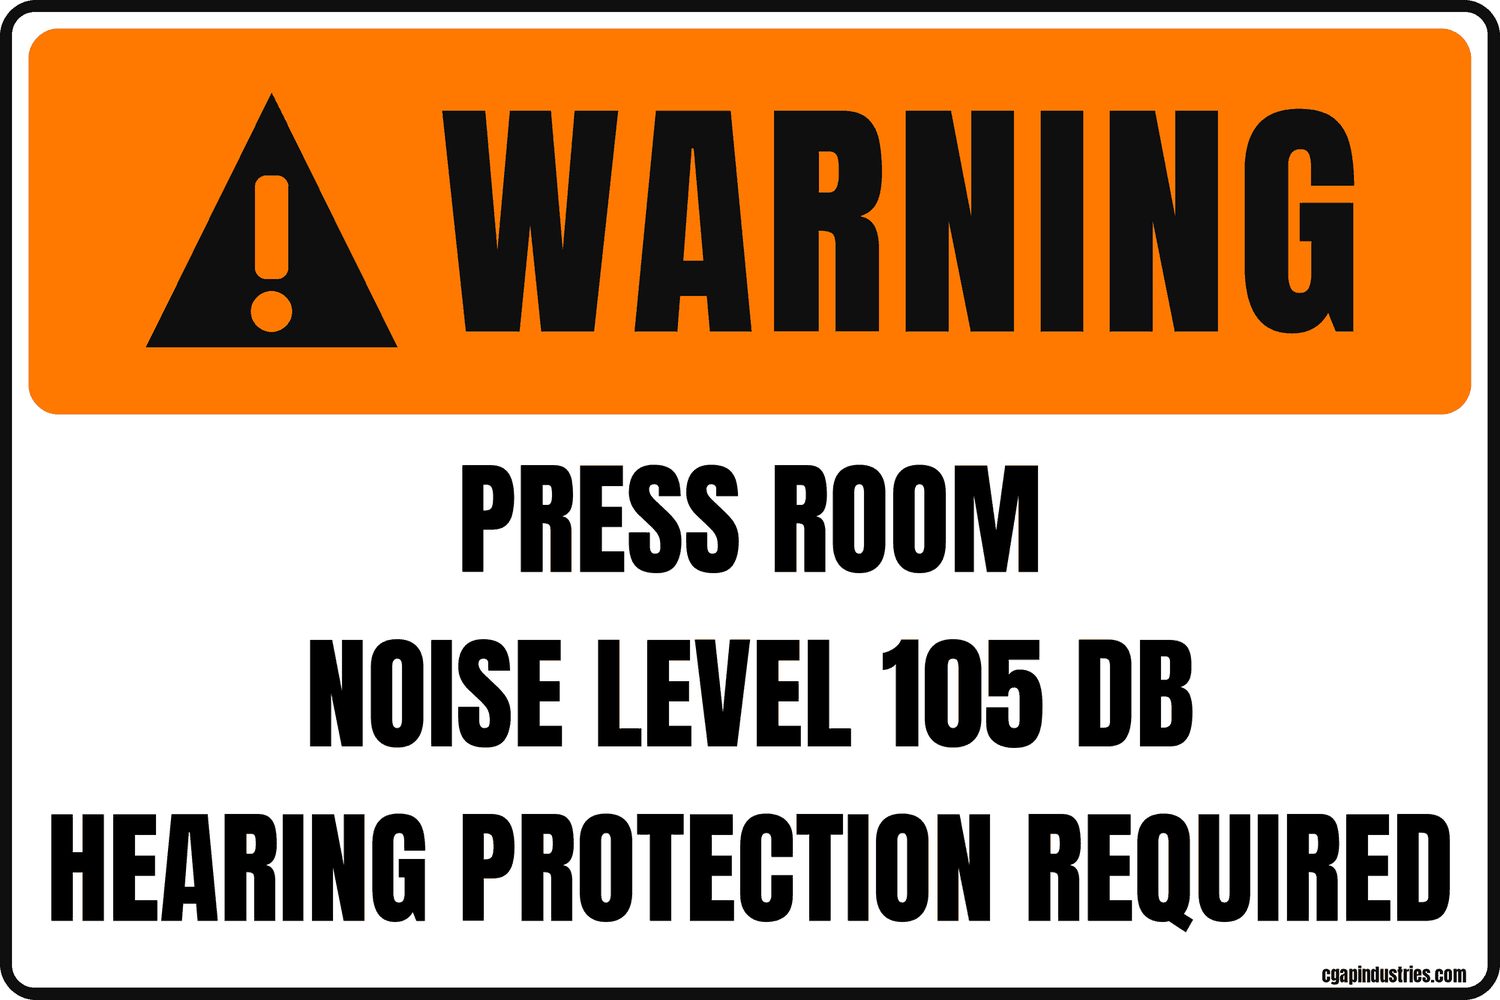 WARNING
PRESS ROOM
NOISE LEVEL 105 DB
HEARING PROTECTION REQUIRED
cgapindustries.com